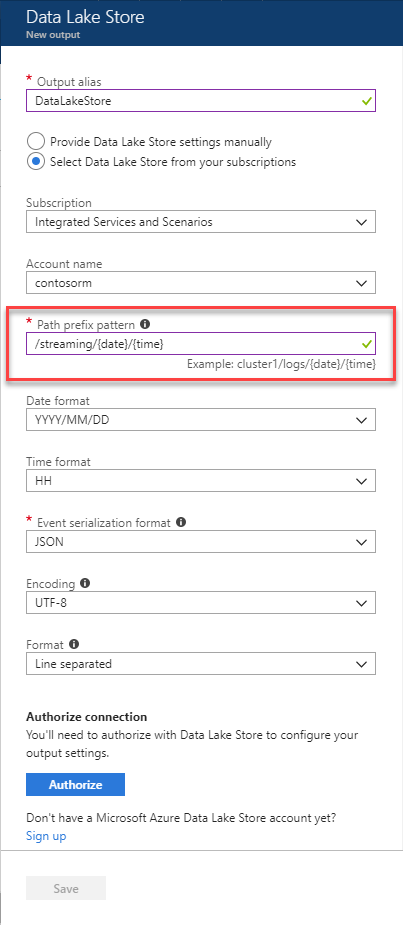 Data Lake Store
New output
* Output alias
DataLakeStore
Provide Data Lake Store settings manually
Select Data Lake Store from your subscriptions
Subscription
Integrated Services and Scenarios
Account name
contosorm
* Path prefix pattern
/streaming/{date}/{time}
Example: cluster1/logs/{date}/{time}
Date format
YYYY/MM/DD
Time format
HH
* Event serialization format
JSON
Encoding
UTF-8
Format
Line separated
Authorize connection
You'll need to authorize with Data Lake Store to configure your
output settings.
Authorize
Don't have a Microsoft Azure Data Lake Store account yet?
Sign up
Save